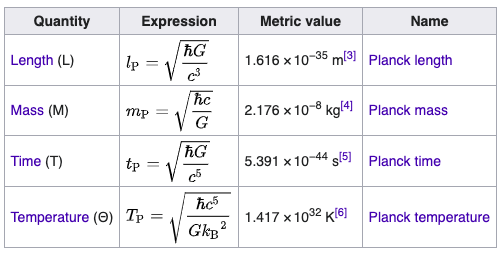 Quantity Expression Metric value Name
Length (L) l_P = √(ħG/c³) 1.616 × 10⁻³⁵ m[3] Planck length
Mass (M) m_P = √(ħc/G) 2.176 × 10⁻⁸ kg[4] Planck mass
Time (T) t_P = √(ħG/c⁵) 5.391 × 10⁻⁴⁴ s[5] Planck time
Temperature (Θ) T_P = √(ħc⁵/Gk_B²) 1.417 × 10³² K[6] Planck temperature